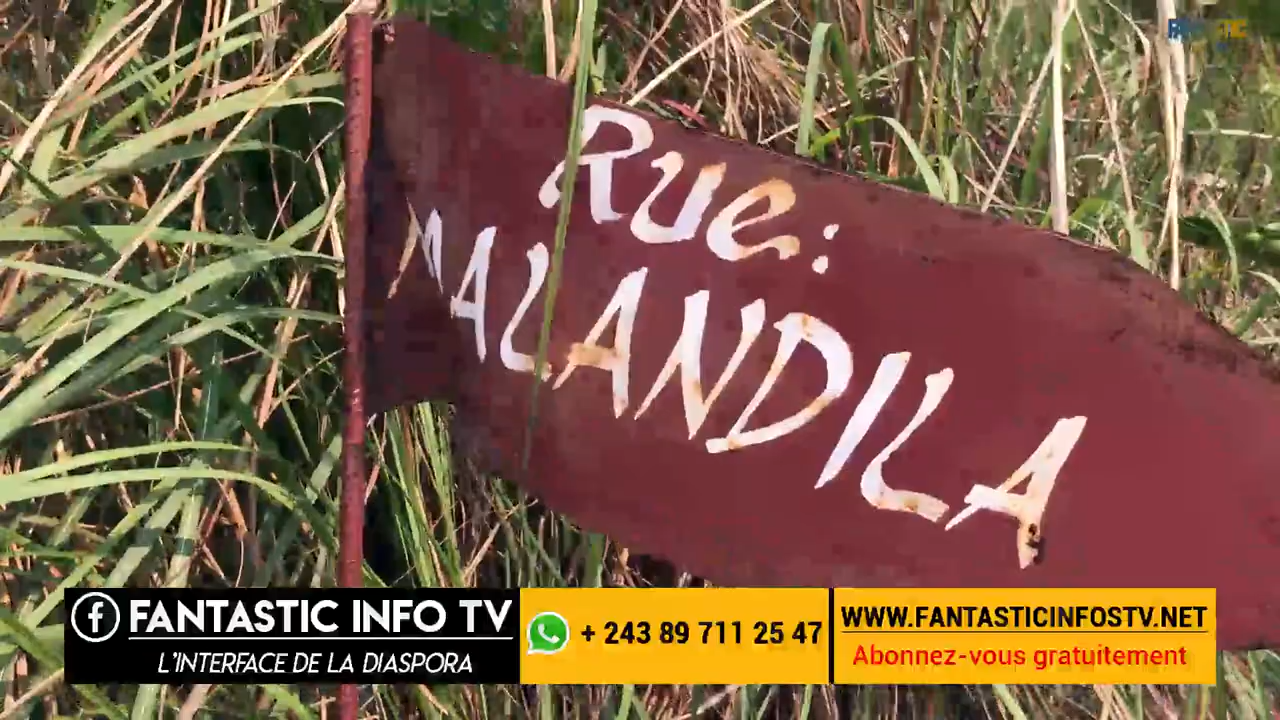 FANTASTIC
Rue:
MALANDILA
FANTASTIC INFO TV
L'INTERFACE DE LA DIASPORA
+ 243 89 711 25 47
WWW.FANTASTICINFOSTV.NET
Abonnez-vous gratuitement